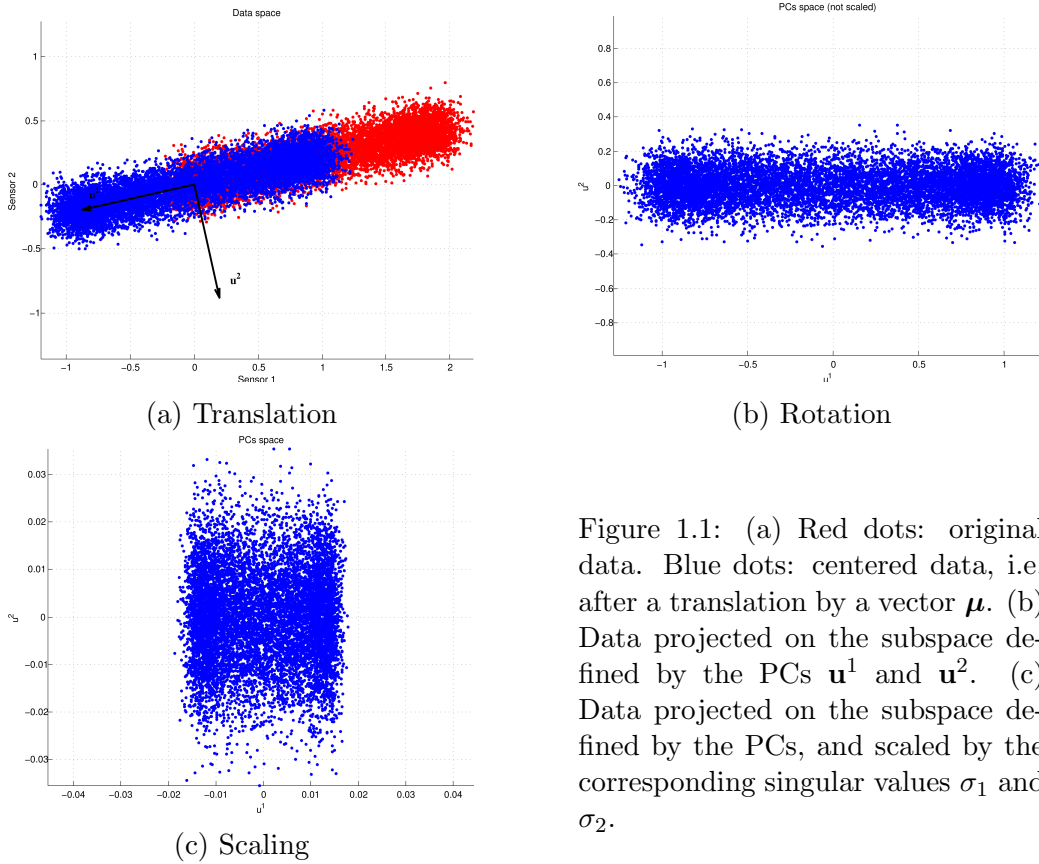 Data space
1
0.5
0
−0.5
−1
Sensor 2
u²
−1
−0.5
0
0.5
1
1.5
2
Sensor 1
(a) Translation
PCs space (not scaled)
0.8
0.6
0.4
0.2
0
−0.2
−0.4
−0.6
−0.8
u²
−1
−0.5
0
0.5
1
u¹
(b) Rotation
PCs space
0.03
0.02
0.01
0
−0.01
−0.02
−0.03
u²
−0.04
−0.03
−0.02
−0.01
0
0.01
0.02
0.03
0.04
u¹
(c) Scaling
Figure 1.1: (a) Red dots: original
data. Blue dots: centered data, i.e.
after a translation by a vector μ. (b)
Data projected on the subspace de-
fined by the PCs u¹ and u². (c)
Data projected on the subspace de-
fined by the PCs, and scaled by the
corresponding singular values σ₁ and
σ₂.